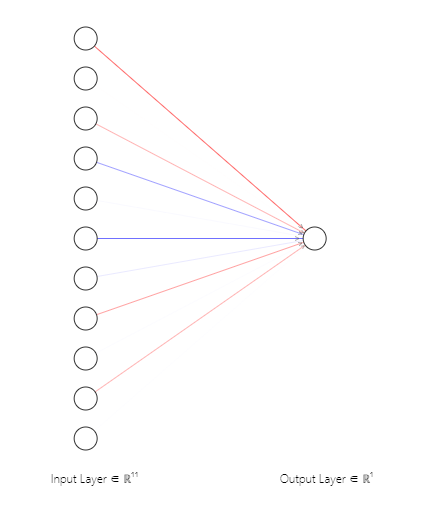 Input Layer ∈ ℝ¹¹
Output Layer ∈ ℝ¹